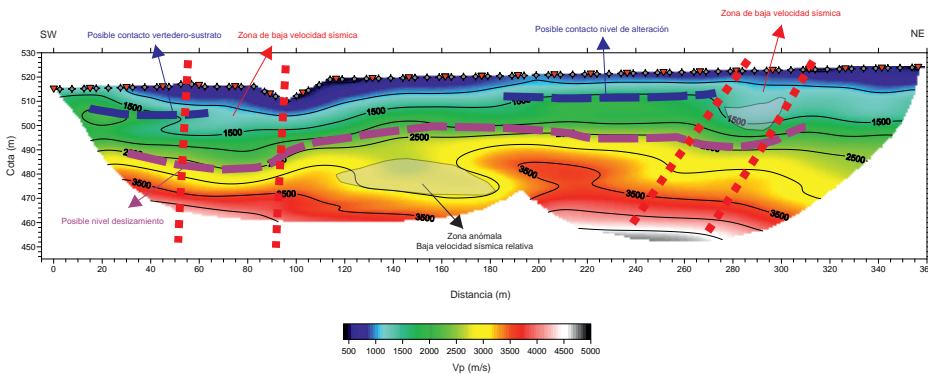 SW
Posible contacto vertedero-sustrato
Zona de baja velocidad sísmica
Posible contacto nivel de alteración
Zona de baja velocidad sísmica
NE
530
520
510
500
490
480
470
460
450
Cota (m)
1500
1500
1500
1500
1500
2500
2500
2500
2500
3500
3500
3500
3500
3500
Posible nivel deslizamiento
Zona anómala
Baja velocidad sísmica relativa
0 20 40 60 80 100 120 140 160 180 200 220 240 260 280 300 320 340 36
Distancia (m)
500 1000 1500 2000 2500 3000 3500 4000 4500 5000
Vp (m/s)